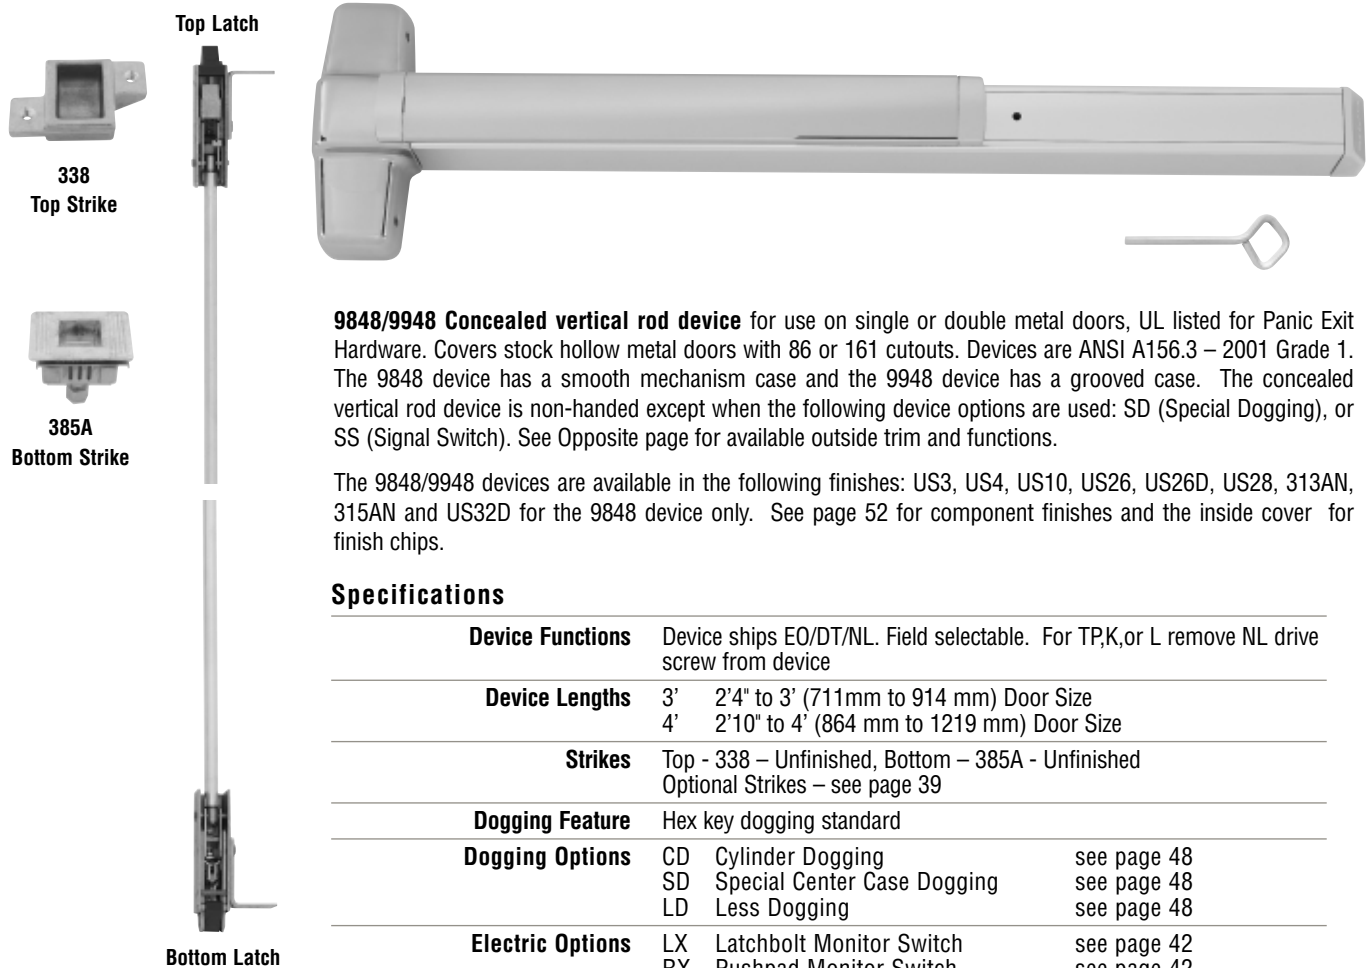 Top Latch
338
Top Strike
385A
Bottom Strike
Bottom Latch
9848/9948 Concealed vertical rod device for use on single or double metal doors, UL listed for Panic Exit
Hardware. Covers stock hollow metal doors with 86 or 161 cutouts. Devices are ANSI A156.3 – 2001 Grade 1.
The 9848 device has a smooth mechanism case and the 9948 device has a grooved case. The concealed
vertical rod device is non-handed except when the following device options are used: SD (Special Dogging), or
SS (Signal Switch). See Opposite page for available outside trim and functions.
The 9848/9948 devices are available in the following finishes: US3, US4, US10, US26, US26D, US28, 313AN,
315AN and US32D for the 9848 device only. See page 52 for component finishes and the inside cover for
finish chips.
Specifications
Device Functions Device ships EO/DT/NL. Field selectable. For TP,K,or L remove NL drive
screw from device
Device Lengths 3’ 2’4" to 3’ (711mm to 914 mm) Door Size
4’ 2’10" to 4’ (864 mm to 1219 mm) Door Size
Strikes Top - 338 – Unfinished, Bottom – 385A - Unfinished
Optional Strikes – see page 39
Dogging Feature Hex key dogging standard
Dogging Options CD Cylinder Dogging see page 48
SD Special Center Case Dogging see page 48
LD Less Dogging see page 48
Electric Options LX Latchbolt Monitor Switch see page 42
RX Pushpad Monitor Switch see page 42